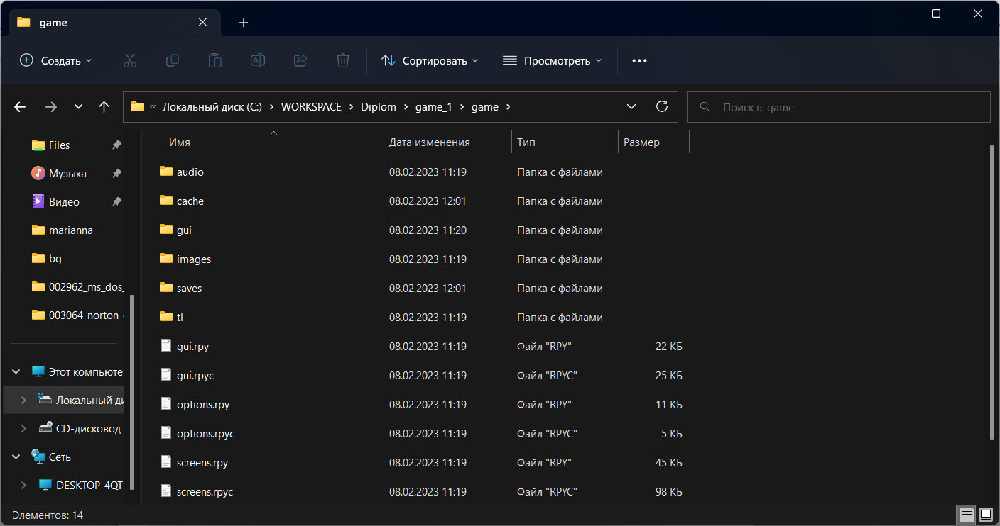 game
Создать
Сортировать
Просмотреть
« Локальный диск (C:) > WORKSPACE > Diplom > game_1 > game >
Поиск в: game
Files
Музыка
Видео
marianna
bg
002962_ms_dos_
003064_norton_
Этот компьютер
Локальный ди
CD-дисковод
Сеть
DESKTOP-4QTS
Имя Дата изменения Тип Размер
audio 08.02.2023 11:19 Папка с файлами
cache 08.02.2023 12:01 Папка с файлами
gui 08.02.2023 11:20 Папка с файлами
images 08.02.2023 11:19 Папка с файлами
saves 08.02.2023 12:01 Папка с файлами
tl 08.02.2023 11:19 Папка с файлами
gui.rpy 08.02.2023 11:19 Файл "RPY" 22 КБ
gui.rpyc 08.02.2023 11:19 Файл "RPYC" 25 КБ
options.rpy 08.02.2023 11:19 Файл "RPY" 11 КБ
options.rpyc 08.02.2023 11:19 Файл "RPYC" 5 КБ
screens.rpy 08.02.2023 11:19 Файл "RPY" 45 КБ
screens.rpyc 08.02.2023 11:19 Файл "RPYC" 98 КБ
Элементов: 14